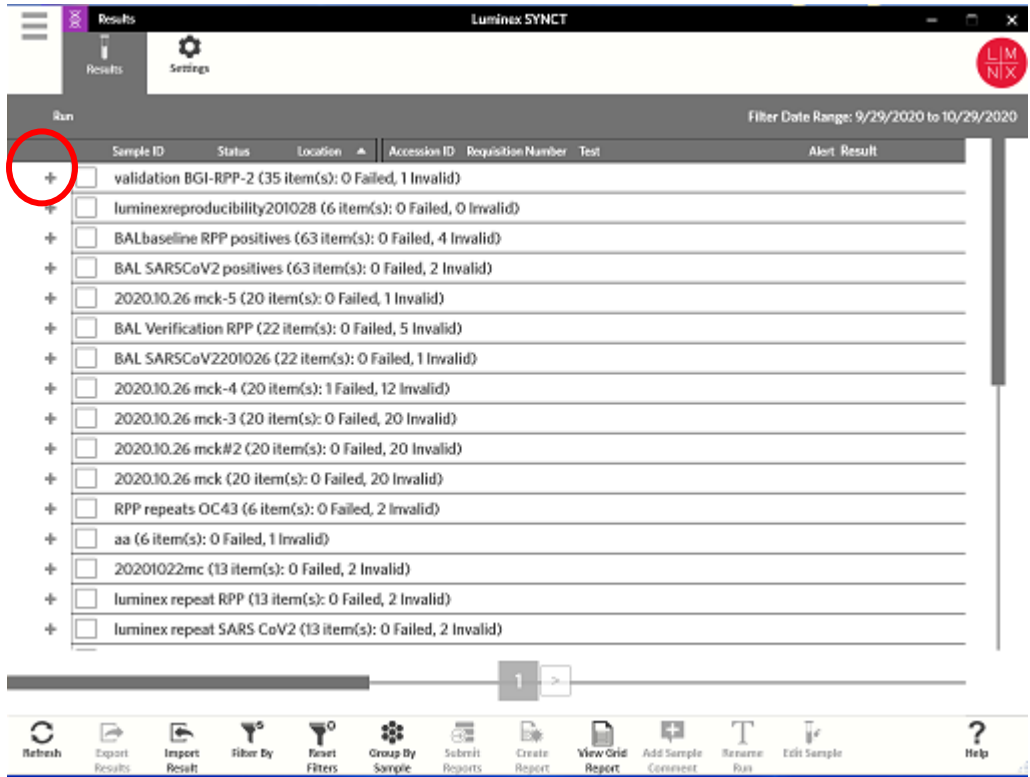 Results
Luminex SYNCT
Results
Settings
LM
NX
Run
Filter Date Range: 9/29/2020 to 10/29/2020
Sample ID Status Location Accession ID Requisition Number Test Alert Result
validation BGI-RPP-2 (35 item(s): 0 Failed, 1 Invalid)
luminexreproducibility201028 (6 item(s): 0 Failed, 0 Invalid)
BALbaseline RPP positives (63 item(s): 0 Failed, 4 Invalid)
BAL SARSCoV2 positives (63 item(s): 0 Failed, 2 Invalid)
2020.10.26 mck-5 (20 item(s): 0 Failed, 1 Invalid)
BAL Verification RPP (22 item(s): 0 Failed, 5 Invalid)
BAL SARSCoV2201026 (22 item(s): 0 Failed, 1 Invalid)
2020.10.26 mck-4 (20 item(s): 1 Failed, 12 Invalid)
2020.10.26 mck-3 (20 item(s): 0 Failed, 20 Invalid)
2020.10.26 mck#2 (20 item(s): 0 Failed, 20 Invalid)
2020.10.26 mck (20 item(s): 0 Failed, 20 Invalid)
RPP repeats OC43 (6 item(s): 0 Failed, 2 Invalid)
aa (6 item(s): 0 Failed, 1 Invalid)
20201022mc (13 item(s): 0 Failed, 2 Invalid)
luminex repeat RPP (13 item(s): 0 Failed, 2 Invalid)
luminex repeat SARS CoV2 (13 item(s): 0 Failed, 2 Invalid)
1 >
Refresh
Export Results
Import Result
Filter By
Reset Filters
Group By Sample
Submit Reports
Create Report
View Grid Report
Add Sample Comment
Rename Run
Edit Sample
Help